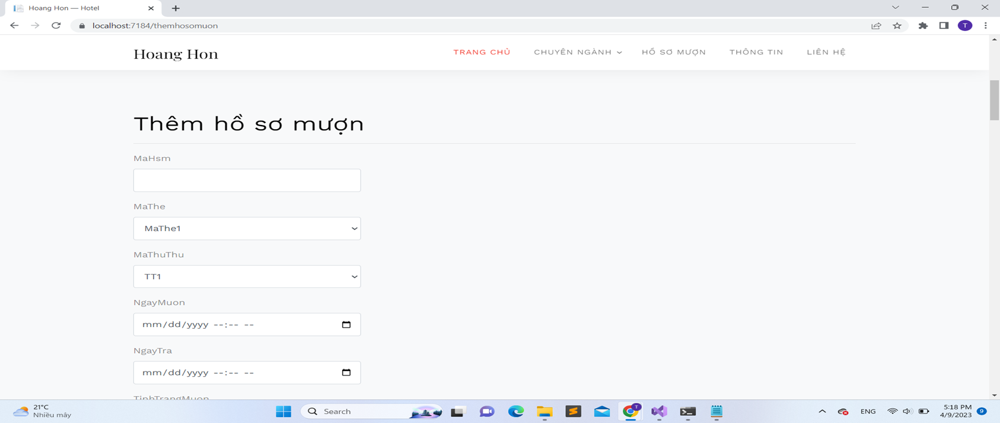 Hoang Hon — Hotel
localhost:7184/themhosomuon
T
Hoang Hon
TRANG CHỦ
CHUYÊN NGÀNH
HỒ SƠ MƯỢN
THÔNG TIN
LIÊN HỆ
Thêm hồ sơ mượn
MaHsm
MaThe
MaThe1
MaThuThu
TT1
NgayMuon
mm/dd/yyyy --:-- --
NgayTra
mm/dd/yyyy --:-- --
TinhTrangMuon
21°C
Nhiều mây
Search
T
ENG
5:18 PM
4/9/2023
9